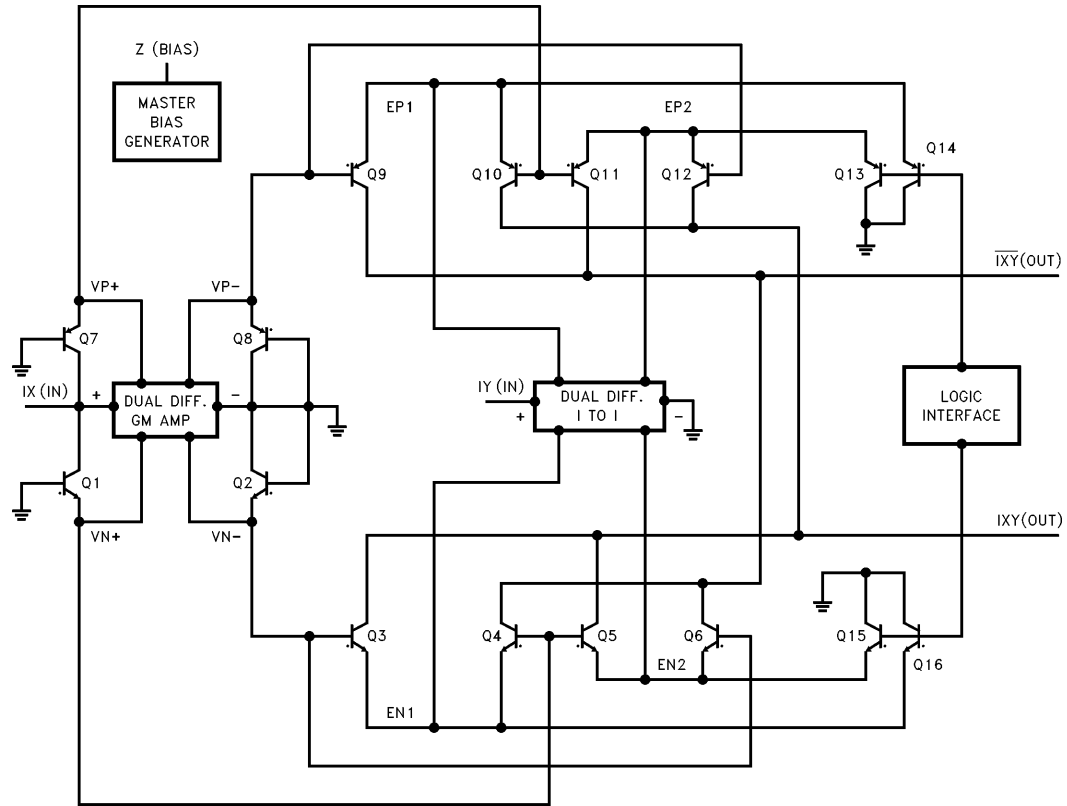 Z (BIAS)
MASTER
BIAS
GENERATOR
EP1
EP2
Q14
Q9
Q10
Q11
Q12
Q13
IXY(OUT)
VP+
VP-
Q7
Q8
IX (IN)
+
-
DUAL DIFF.
GM AMP
IY (IN)
+
-
DUAL DIFF.
I TO I
LOGIC
INTERFACE
Q1
Q2
VN+
VN-
IXY(OUT)
Q3
Q4
Q5
Q6
Q15
Q16
EN2
EN1